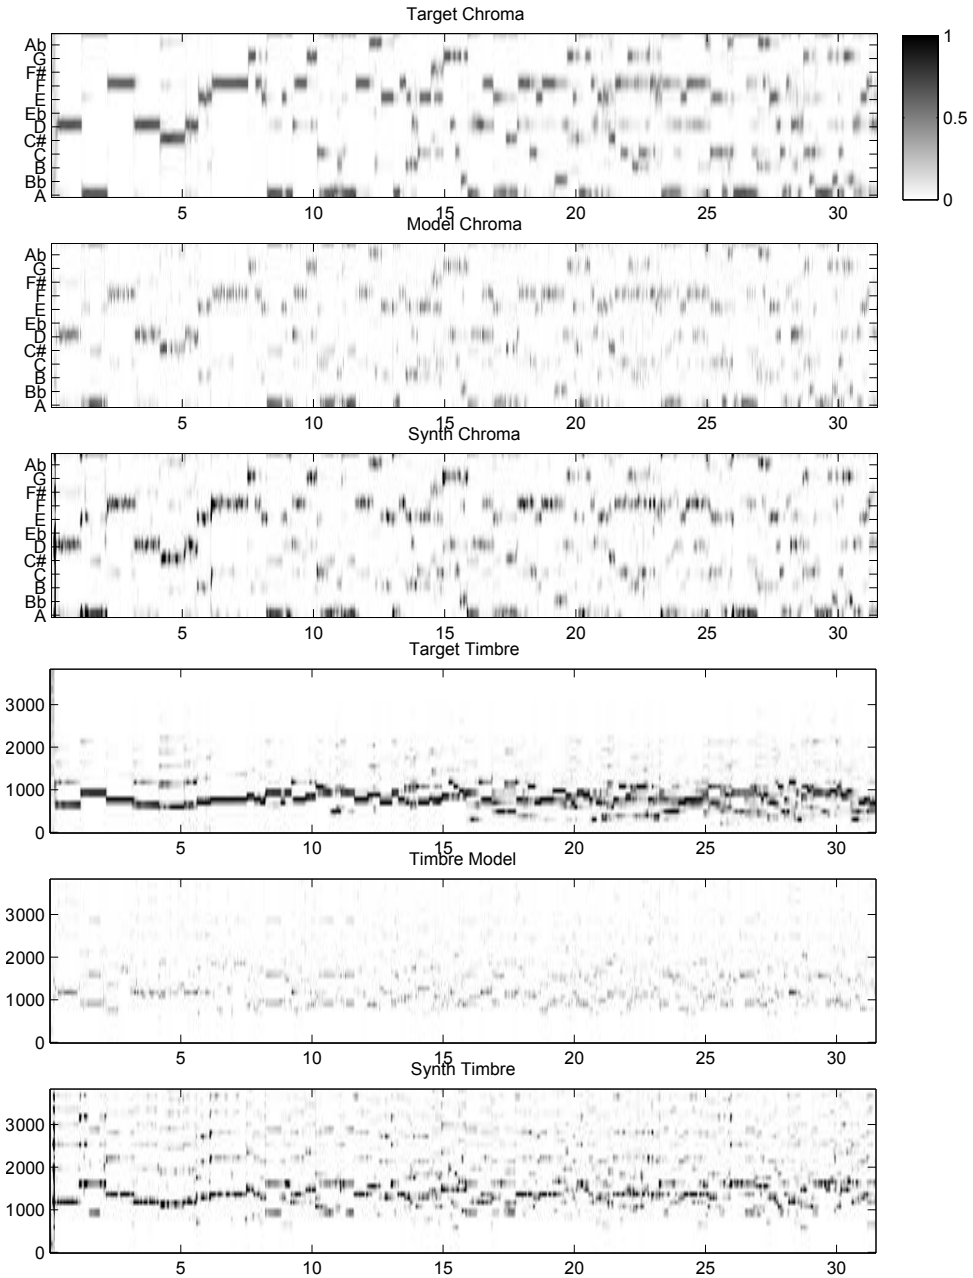 Target Chroma
Ab
G
F#
F
E
Eb
D
C#
C
B
Bb
A
5 10 15 20 25 30
1
0.5
0
Model Chroma
Ab
G
F#
F
E
Eb
D
C#
C
B
Bb
A
5 10 15 20 25 30
Synth Chroma
Ab
G
F#
F
E
Eb
D
C#
C
B
Bb
A
5 10 15 20 25 30
Target Timbre
3000
2000
1000
0
5 10 15 20 25 30
Timbre Model
3000
2000
1000
0
5 10 15 20 25 30
Synth Timbre
3000
2000
1000
0
5 10 15 20 25 30